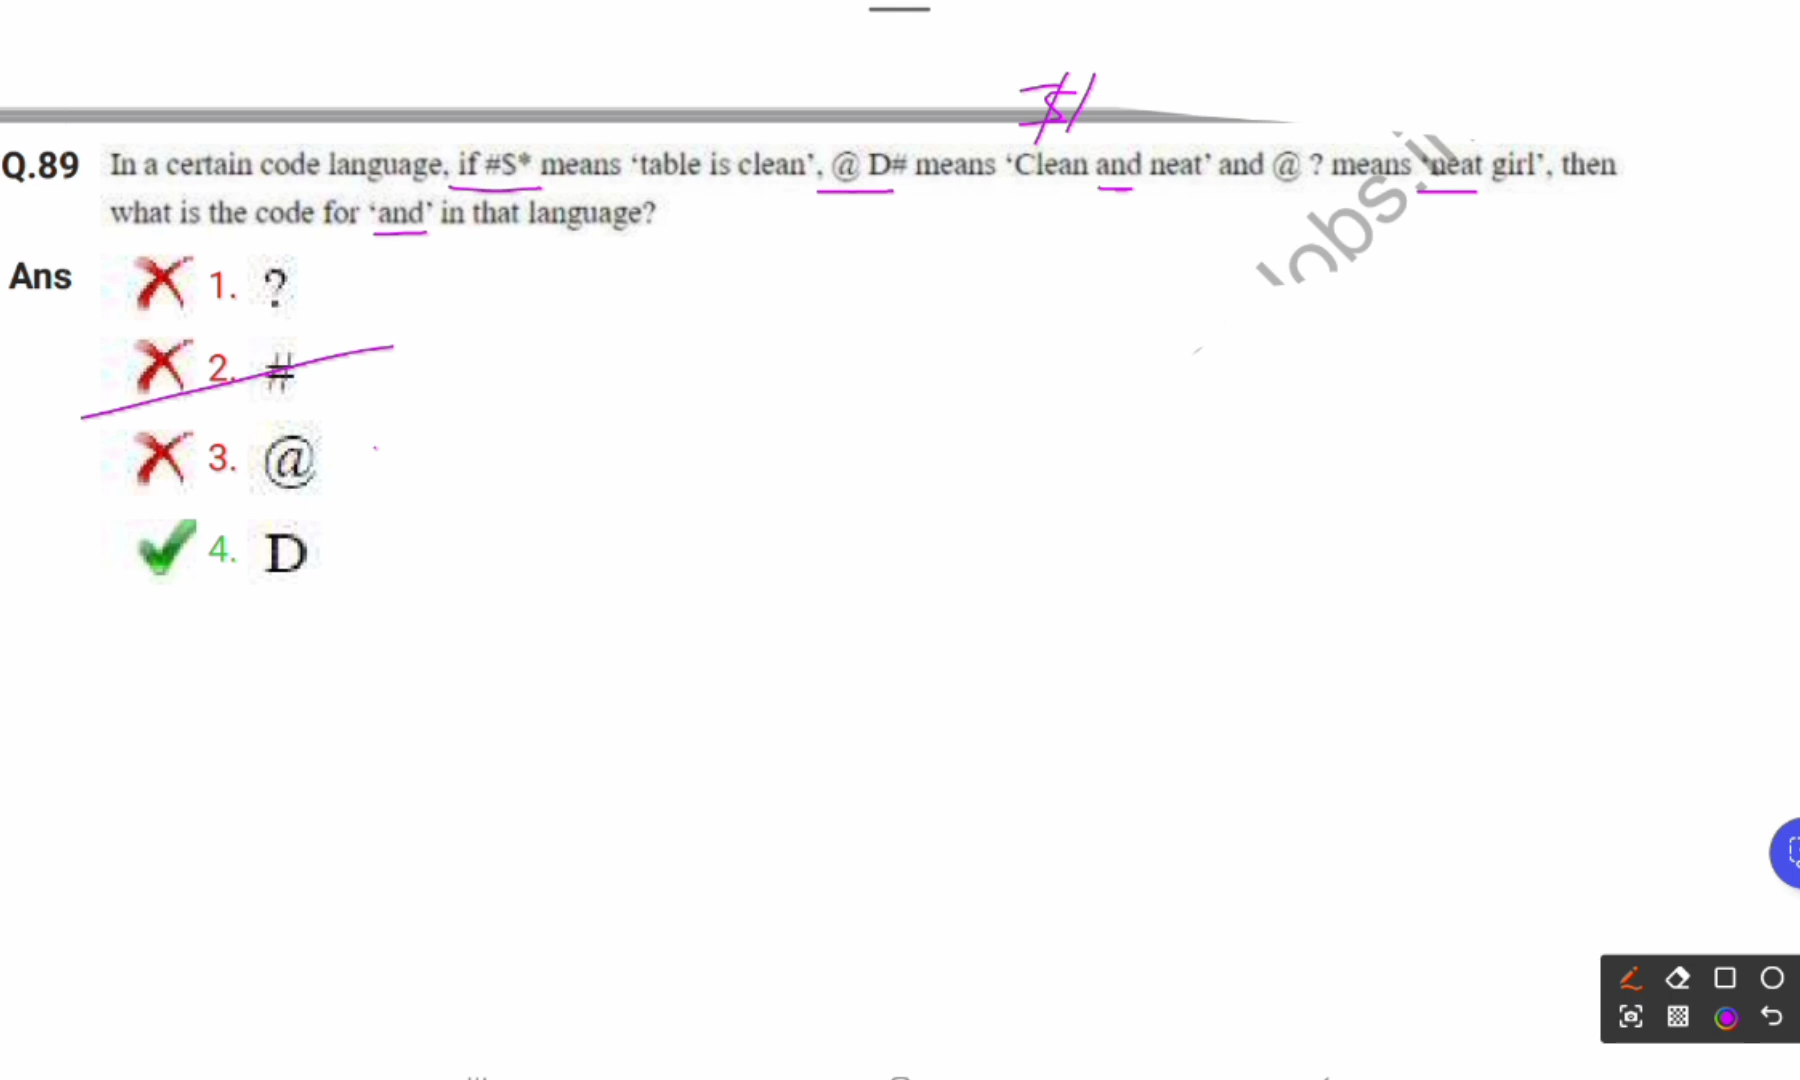 Q.89 In a certain code language, if #S* means ‘table is clean’, @ D# means ‘Clean and neat’ and @ ? means ‘neat girl’, then
what is the code for ‘and’ in that language?
Ans 1. ?
2. #
3. @
4. D
Jobs.i